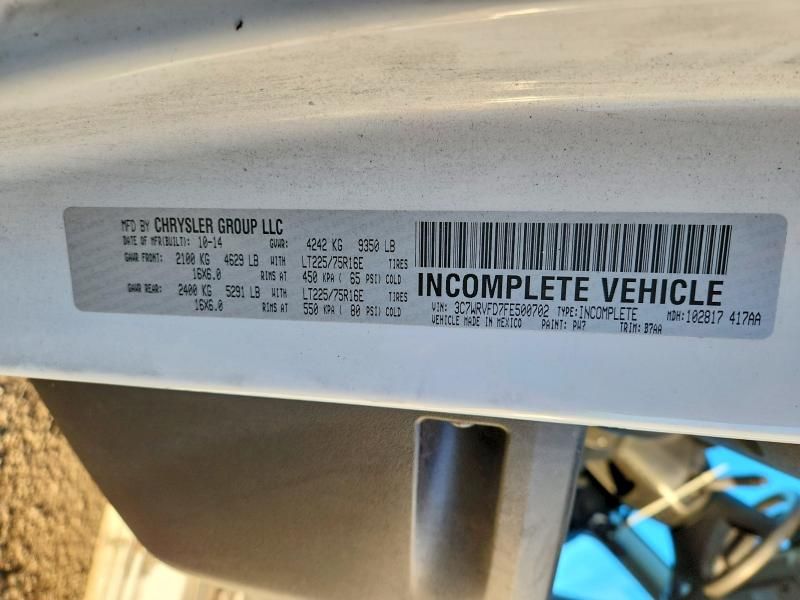 MFD BY CHRYSLER GROUP LLC
DATE OF MFR(BUILT): 10-14 GVWR: 4242 KG 9350 LB
GAWR FRONT: 2100 KG 4629 LB WITH LT225/75R16E TIRES
16X6.0 RIMS AT 450 KPA ( 65 PSI) COLD
GAWR REAR: 2400 KG 5291 LB WITH LT225/75R16E TIRES
16X6.0 RIMS AT 550 KPA ( 80 PSI) COLD
INCOMPLETE VEHICLE
VIN: 3C7WRVFD7FE500702 TYPE: INCOMPLETE MDH: 102817 417AA
VEHICLE MADE IN MEXICO PAINT: PW7 TRIM: B7AA